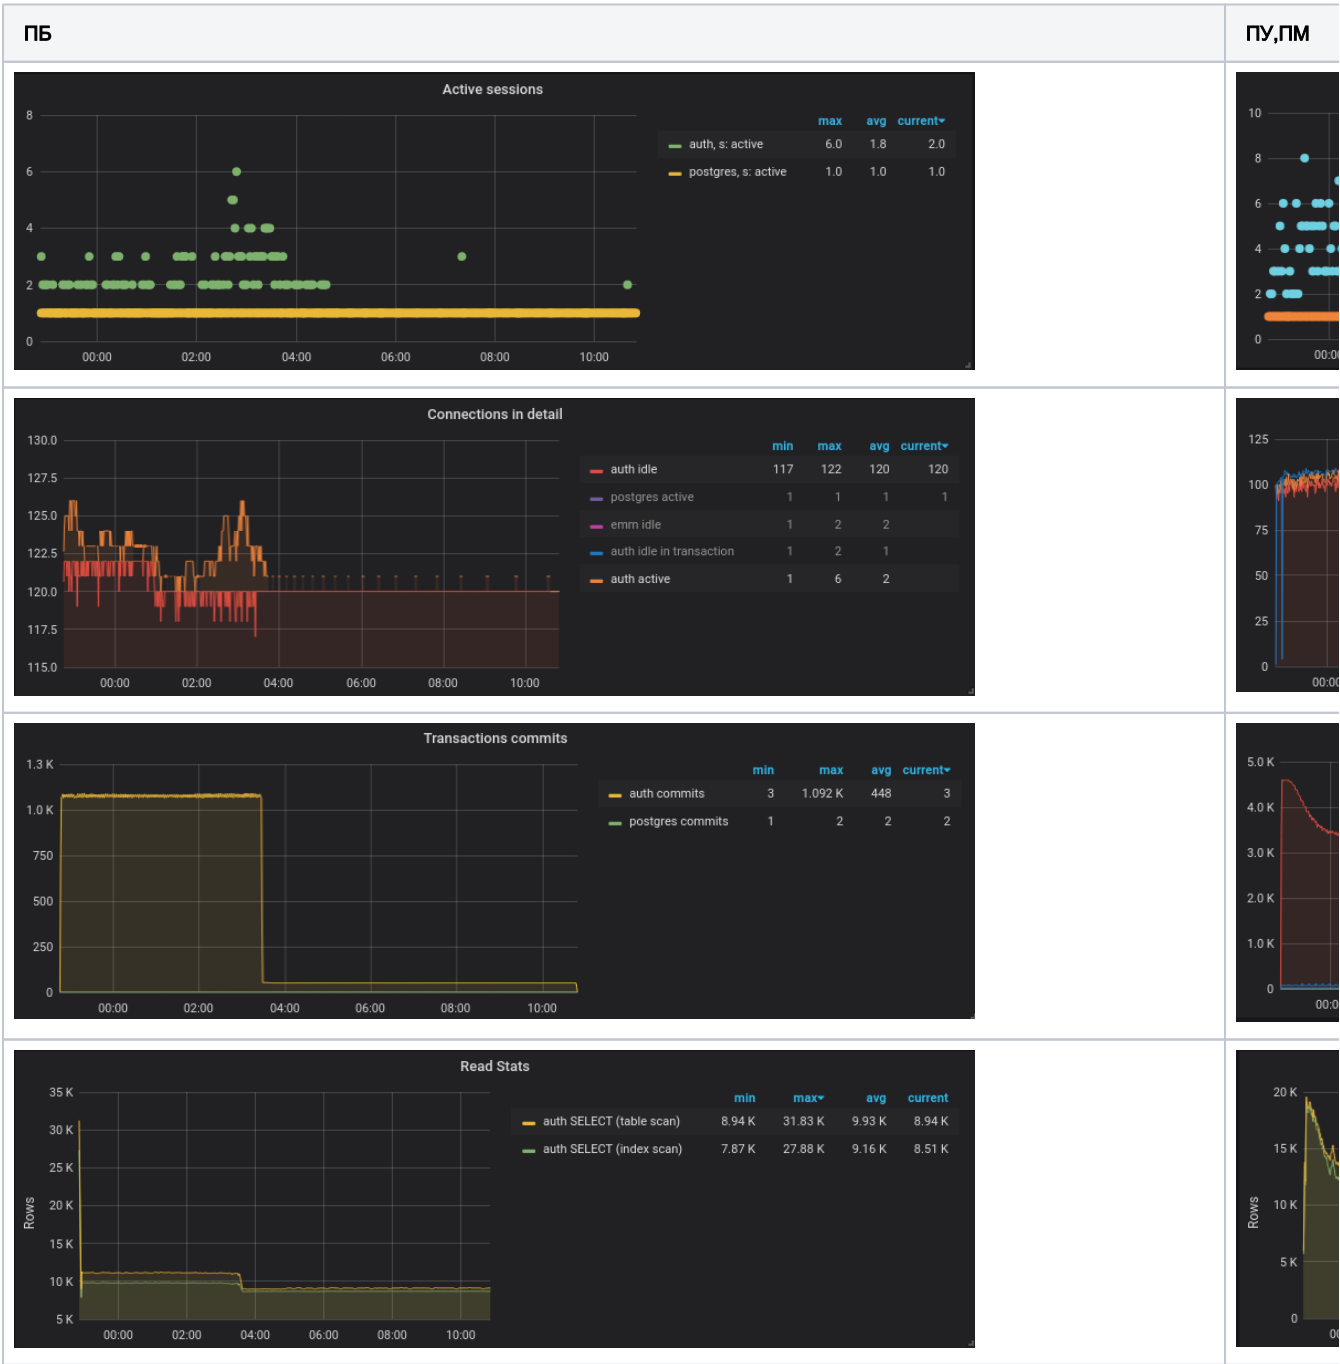 ПБ
ПУ,ПМ
Active sessions
max avg current
auth, s: active 6.0 1.8 2.0
postgres, s: active 1.0 1.0 1.0
8
6
4
2
0
00:00 02:00 04:00 06:00 08:00 10:00
10
8
6
4
2
0
Connections in detail
min max avg current
auth idle 117 122 120 120
postgres active 1 1 1 1
emm idle 1 2 2
auth idle in transaction 1 2 1
auth active 1 6 2
130.0
127.5
125.0
122.5
120.0
117.5
115.0
00:00 02:00 04:00 06:00 08:00 10:00
125
100
75
50
25
0
Transactions commits
min max avg current
auth commits 3 1.092 K 448 3
postgres commits 1 2 2 2
1.3 K
1.0 K
750
500
250
0
00:00 02:00 04:00 06:00 08:00 10:00
5.0 K
4.0 K
3.0 K
2.0 K
1.0 K
0
Read Stats
min max avg current
auth SELECT (table scan) 8.94 K 31.83 K 9.93 K 8.94 K
auth SELECT (index scan) 7.87 K 27.88 K 9.16 K 8.51 K
Rows
35 K
30 K
25 K
20 K
15 K
10 K
5 K
00:00 02:00 04:00 06:00 08:00 10:00
Rows
20 K
15 K
10 K
5 K
0